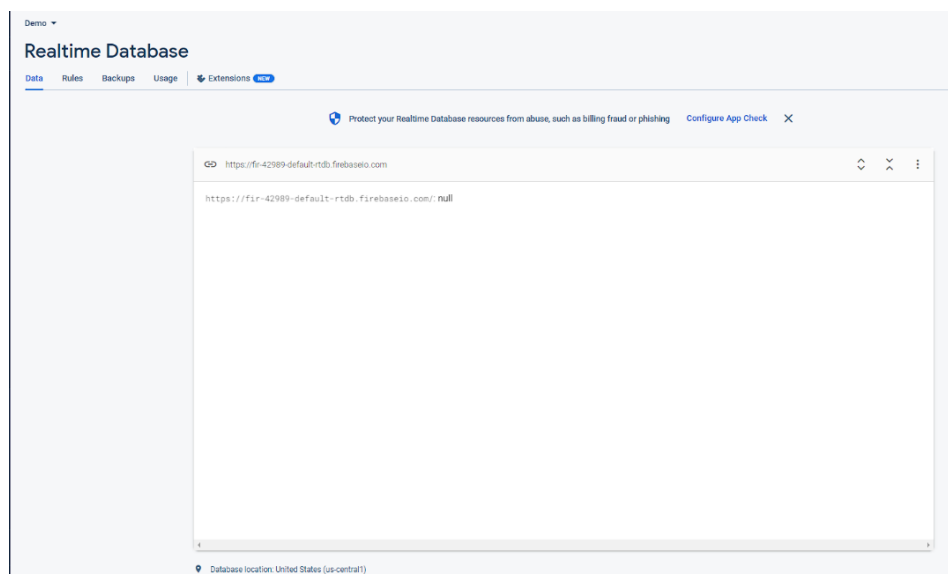 Demo
Realtime Database
Data Rules Backups Usage Extensions NEW
Protect your Realtime Database resources from abuse, such as billing fraud or phishing Configure App Check
https://fir-42989-default-rtdb.firebaseio.com
https://fir-42989-default-rtdb.firebaseio.com/: null
Database location: United States (us-central1)